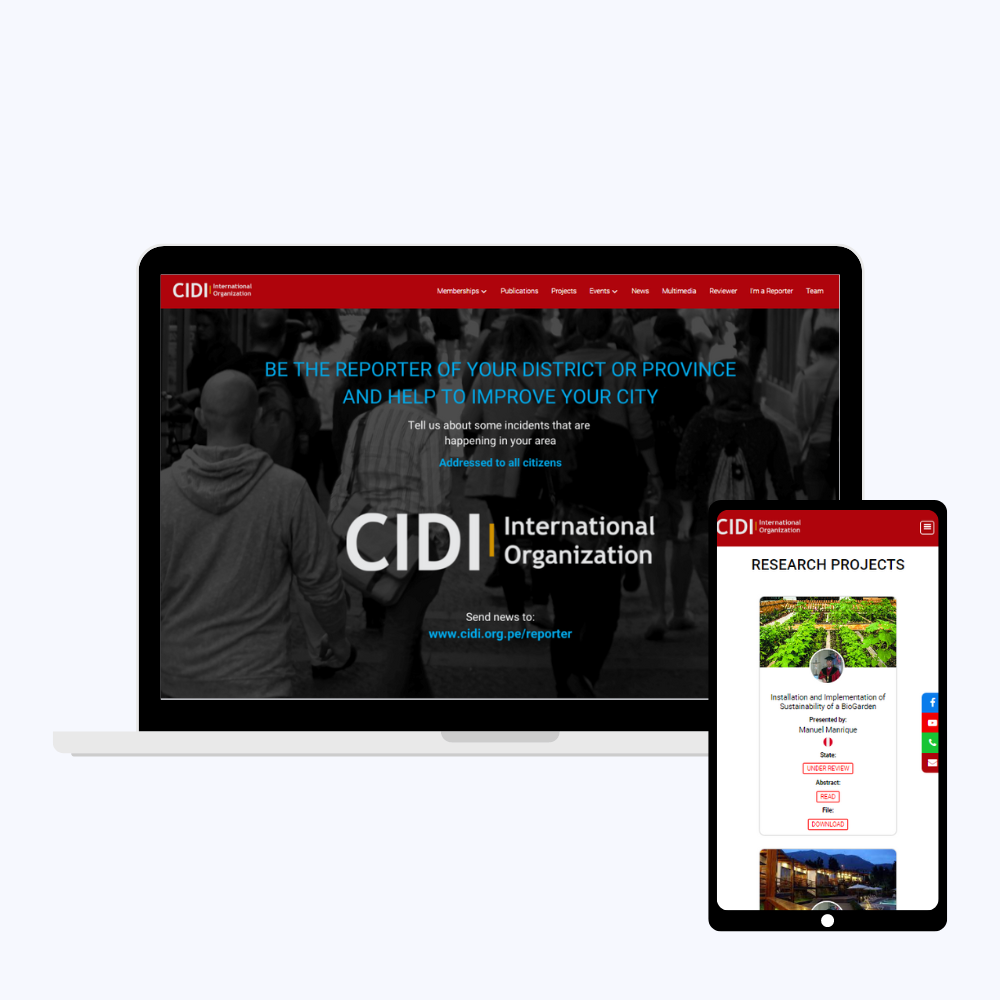 CIDI International
Organization
Memberships Publications Projects Events News Multimedia Reviewer I'm a Reporter Team
BE THE REPORTER OF YOUR DISTRICT OR PROVINCE
AND HELP TO IMPROVE YOUR CITY
Tell us about some incidents that are
happening in your area
Addressed to all citizens
CIDI International
Organization
Send news to:
www.cidi.org.pe/reporter
CIDI International
Organization
RESEARCH PROJECTS
Installation and Implementation of
Sustainability of a BioGarden
Presented by:
Manuel Manrique
State:
UNDER REVIEW
Abstract:
READ
File:
DOWNLOAD